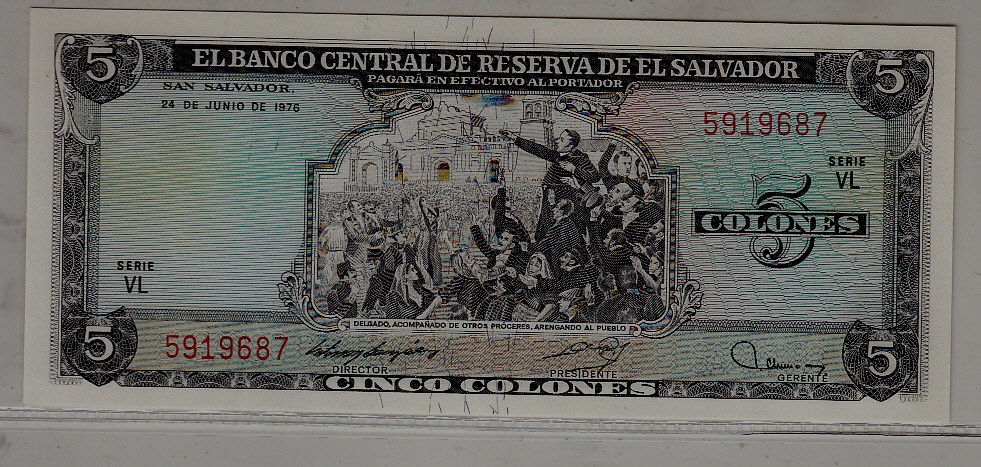 5 EL BANCO CENTRAL DE RESERVA DE EL SALVADOR 5
PAGARÁ EN EFECTIVO AL PORTADOR
SAN SALVADOR,
24 DE JUNIO DE 1976
5919687
SERIE
VL
5
COLONES
SERIE
VL
DELGADO, ACOMPAÑADO DE OTROS PRÓCERES, ARENGANDO AL PUEBLO
5 5919687 5
DIRECTOR PRESIDENTE GERENTE
CINCO COLONES